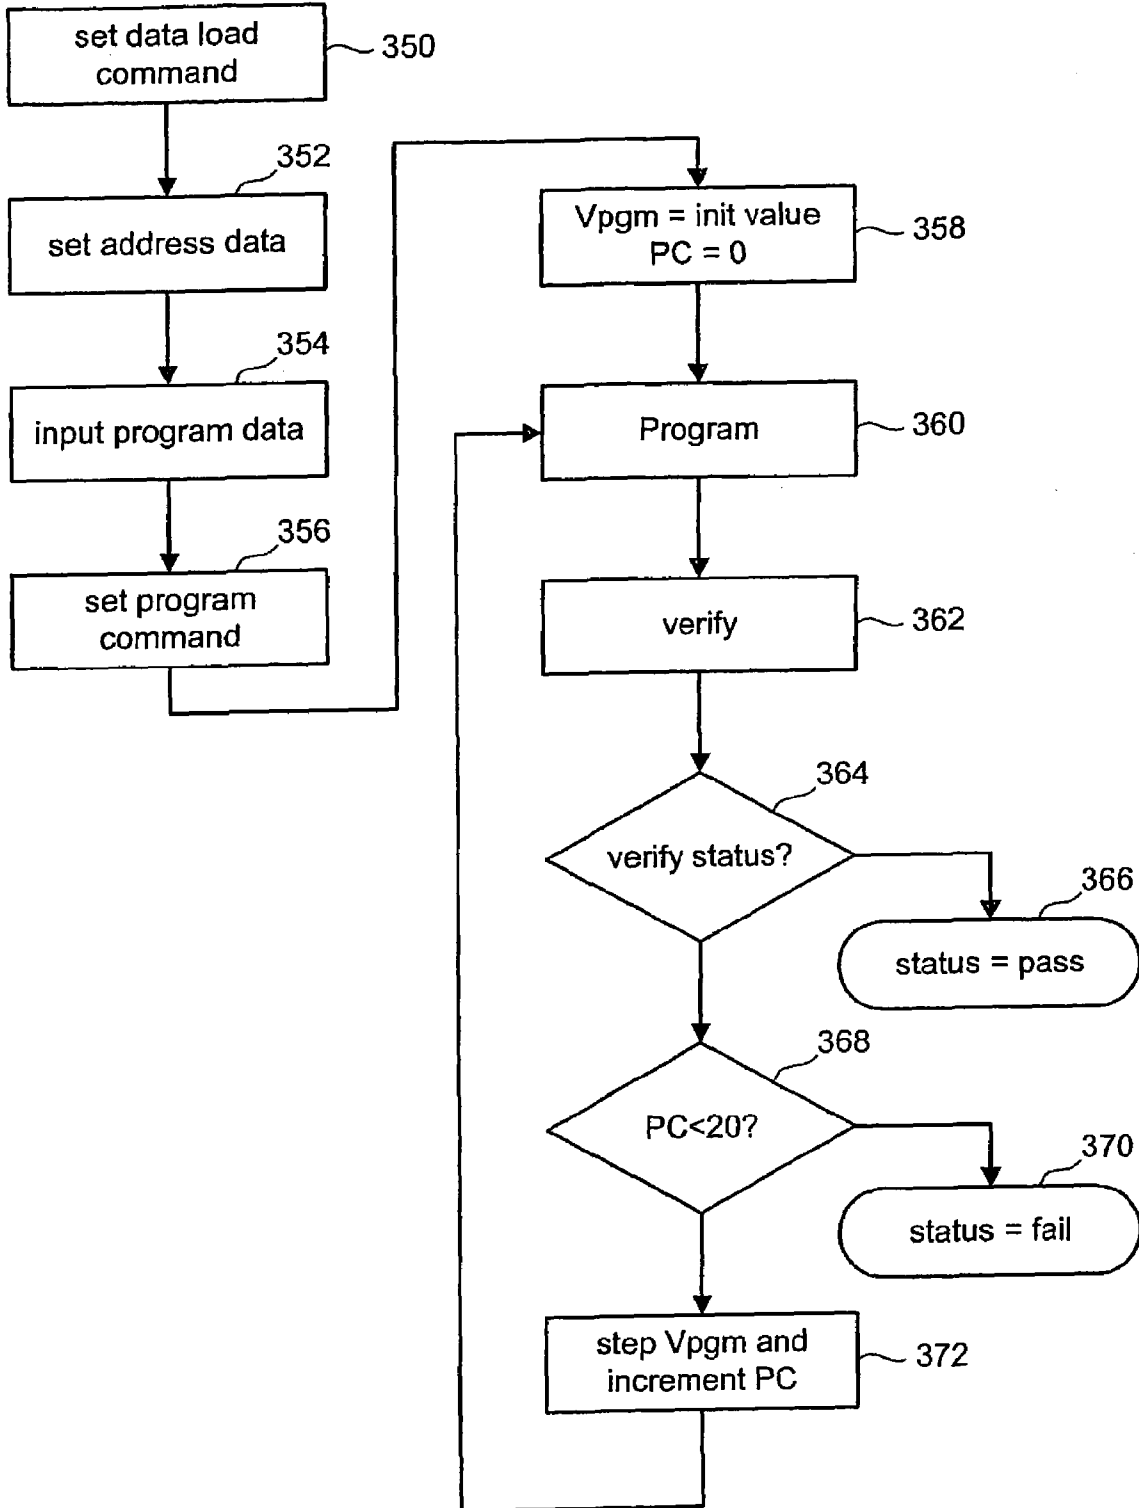 set data load
command
350
352
set address data
354
input program data
356
set program
command
Vpgm = init value
PC = 0
358
Program
360
verify
362
364
verify status?
366
status = pass
368
PC<20?
370
status = fail
step Vpgm and
increment PC
372